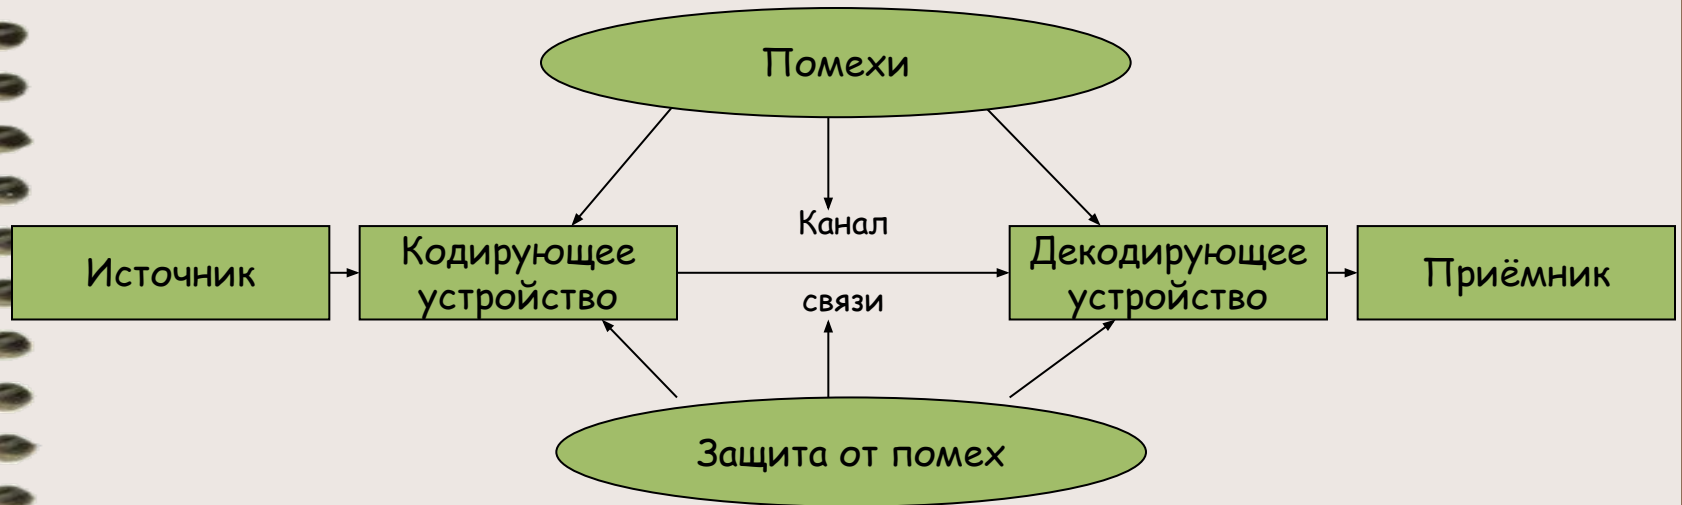 Помехи
Канал
Источник
Кодирующее
устройство
Декодирующее
устройство
Приёмник
связи
Защита от помех